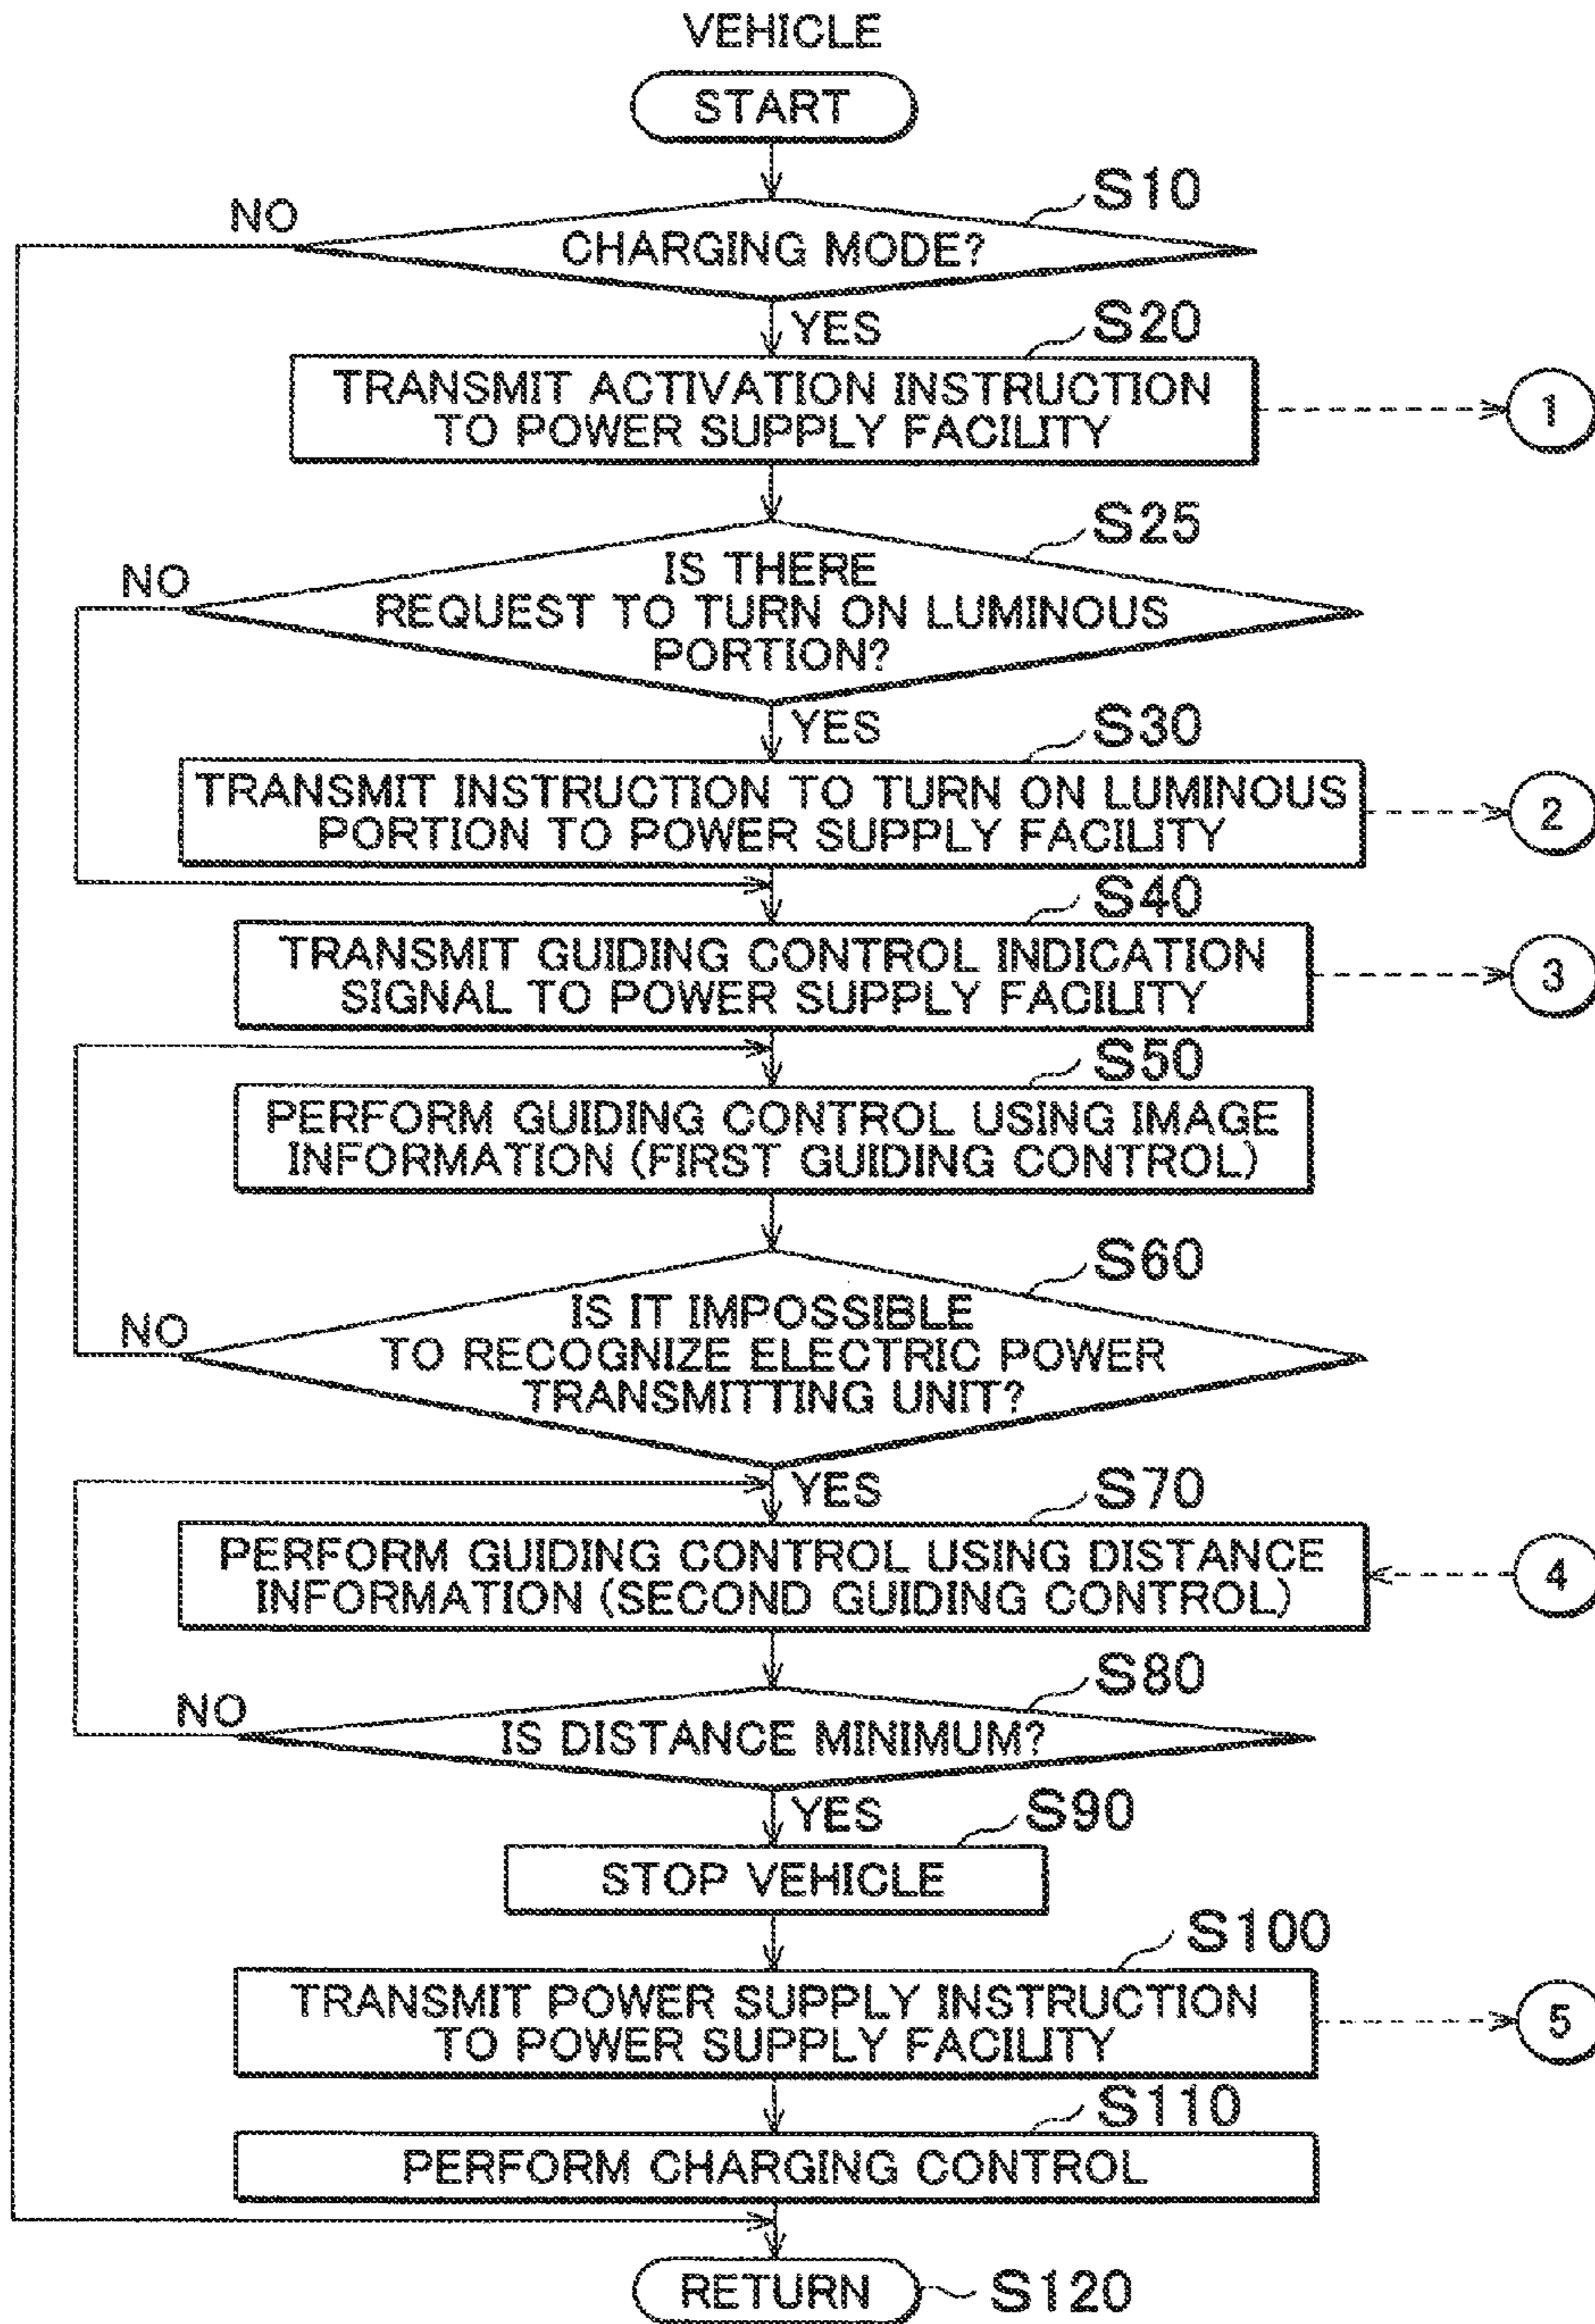 VEHICLE
START
S10
NO
CHARGING MODE?
YES
S20
TRANSMIT ACTIVATION INSTRUCTION
TO POWER SUPPLY FACILITY
1
S25
NO
IS THERE
REQUEST TO TURN ON LUMINOUS
PORTION?
YES
S30
TRANSMIT INSTRUCTION TO TURN ON LUMINOUS
PORTION TO POWER SUPPLY FACILITY
2
S40
TRANSMIT GUIDING CONTROL INDICATION
SIGNAL TO POWER SUPPLY FACILITY
3
S50
PERFORM GUIDING CONTROL USING IMAGE
INFORMATION (FIRST GUIDING CONTROL)
S60
NO
IS IT IMPOSSIBLE
TO RECOGNIZE ELECTRIC POWER
TRANSMITTING UNIT?
YES
S70
PERFORM GUIDING CONTROL USING DISTANCE
INFORMATION (SECOND GUIDING CONTROL)
4
S80
NO
IS DISTANCE MINIMUM?
YES
S90
STOP VEHICLE
S100
TRANSMIT POWER SUPPLY INSTRUCTION
TO POWER SUPPLY FACILITY
5
S110
PERFORM CHARGING CONTROL
RETURN
S120